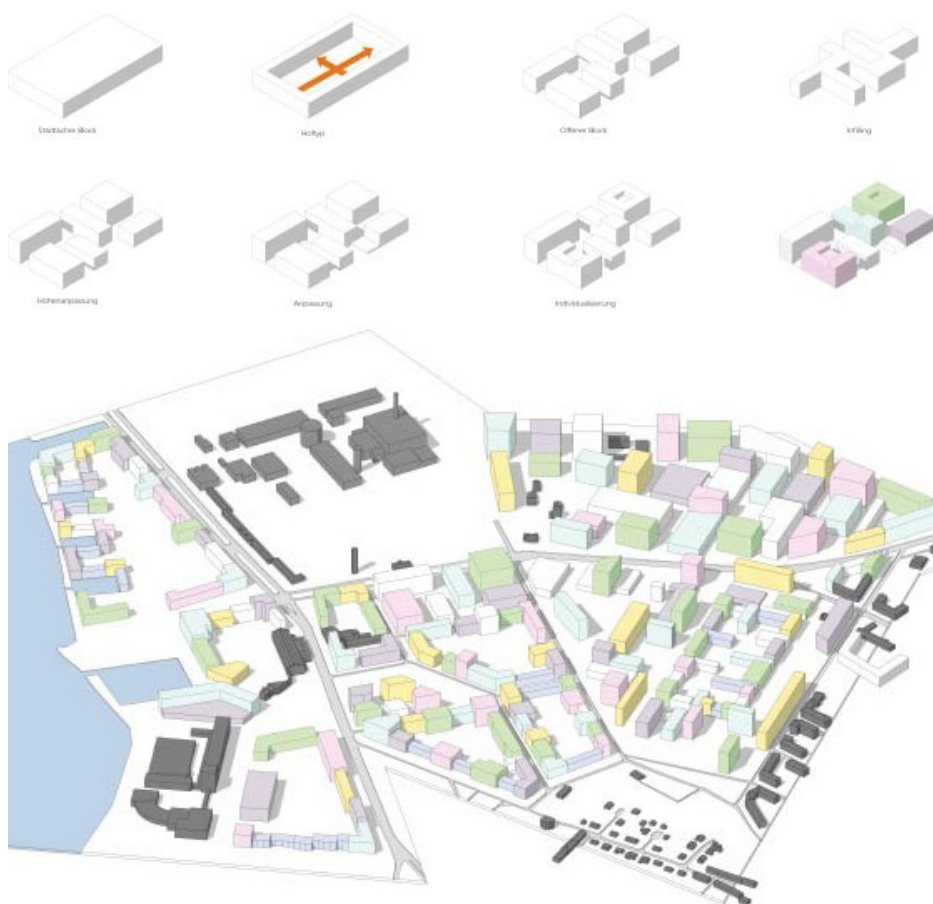 Städtischer Block
Hoftyp
Offener Block
Infilling
Höhenanpassung
Anpassung
Individualisierung